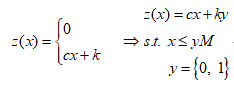 z(x) = cx + ky
z(x) = { 0
cx + k
⇒ s.t. x ≤ yM
y = {0, 1}